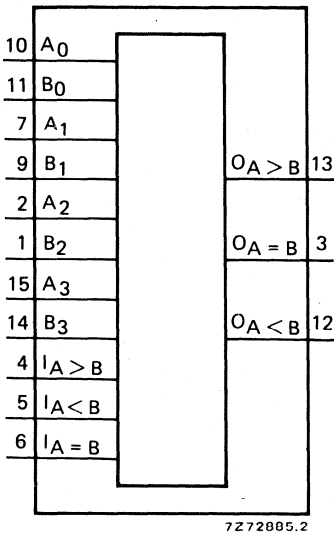 10 A0
11 B0
7 A1
9 B1 OA > B 13
2 A2
1 B2 OA = B 3
15 A3
14 B3 OA < B 12
4 IA > B
5 IA < B
6 IA = B
7Z72885.2